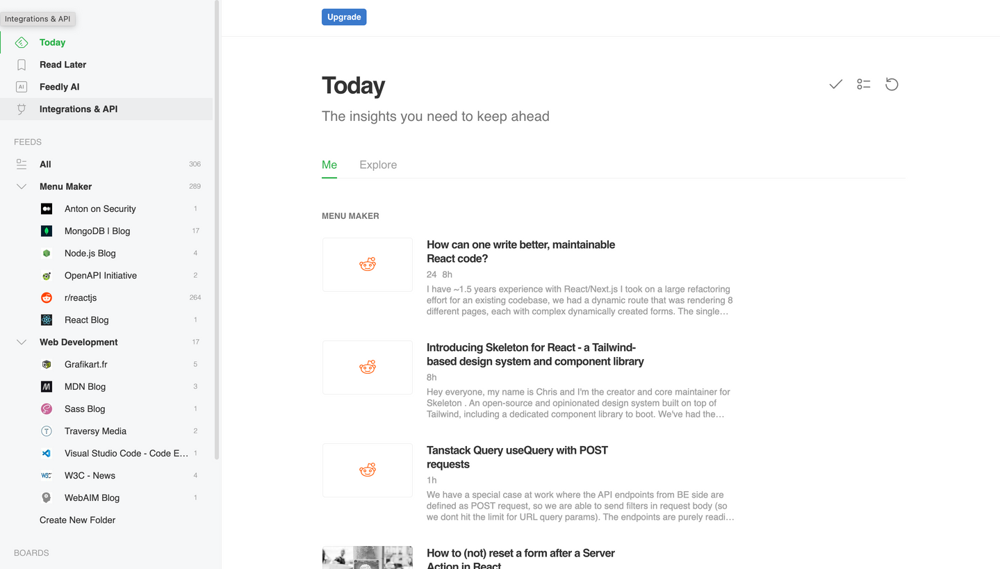 Integrations & API
Today
Read Later
AI
Feedly AI
Integrations & API
FEEDS
All 306
Menu Maker 289
Anton on Security 1
MongoDB | Blog 17
Node.js Blog 4
OpenAPI Initiative 2
r/reactjs 264
React Blog 1
Web Development 17
Grafikart.fr 5
MDN Blog 3
Sass Blog 1
T
Traversy Media 2
Visual Studio Code - Code E... 1
W3C
W3C - News 4
WebAIM Blog 1
Create New Folder
BOARDS
Upgrade
Today
The insights you need to keep ahead
Me Explore
MENU MAKER
How can one write better, maintainable
React code?
24 8h
I have ~1.5 years experience with React/Next.js I took on a large refactoring
effort for an existing codebase, we had a dynamic route that was rendering 8
different pages, each with complex dynamically created forms. The single…
Introducing Skeleton for React - a Tailwind-
based design system and component library
8h
Hey everyone, my name is Chris and I'm the creator and core maintainer for
Skeleton . An open-source and opinionated design system built on top of
Tailwind, including a dedicated component library to boot. We've had the…
Tanstack Query useQuery with POST
requests
1h
We have a special case at work where the API endpoints from BE side are
defined as POST request, so we are able to send filters in request body (so
we dont hit the limit for URL query params). The endpoints are purely readi…
How to (not) reset a form after a Server
Action in React